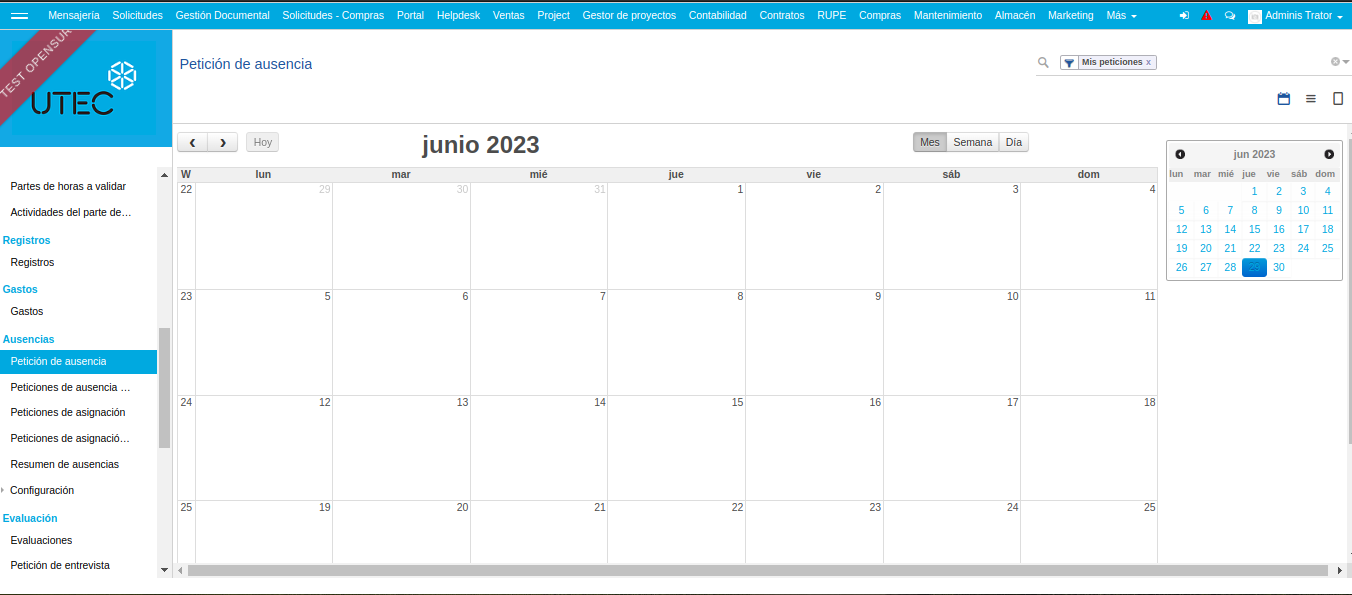 Mensajería Solicitudes Gestión Documental Solicitudes - Compras Portal Helpdesk Ventas Project Gestor de proyectos Contabilidad Contratos RUPE Compras Mantenimiento Almacén Marketing Más Adminis Trator
TEST OPENSUR
UTEC
Petición de ausencia
Mis peticiones x
Partes de horas a validar
Actividades del parte de...
Registros
Registros
Gastos
Gastos
Ausencias
Petición de ausencia
Peticiones de ausencia ...
Peticiones de asignación
Peticiones de asignació...
Resumen de ausencias
Configuración
Evaluación
Evaluaciones
Petición de entrevista
Hoy junio 2023 Mes Semana Día
W lun mar mié jue vie sáb dom
22 29 30 31 1 2 3 4
23 5 6 7 8 9 10 11
24 12 13 14 15 16 17 18
25 19 20 21 22 23 24 25
jun 2023
lun mar mié jue vie sáb dom
1 2 3 4
5 6 7 8 9 10 11
12 13 14 15 16 17 18
19 20 21 22 23 24 25
26 27 28 29 30